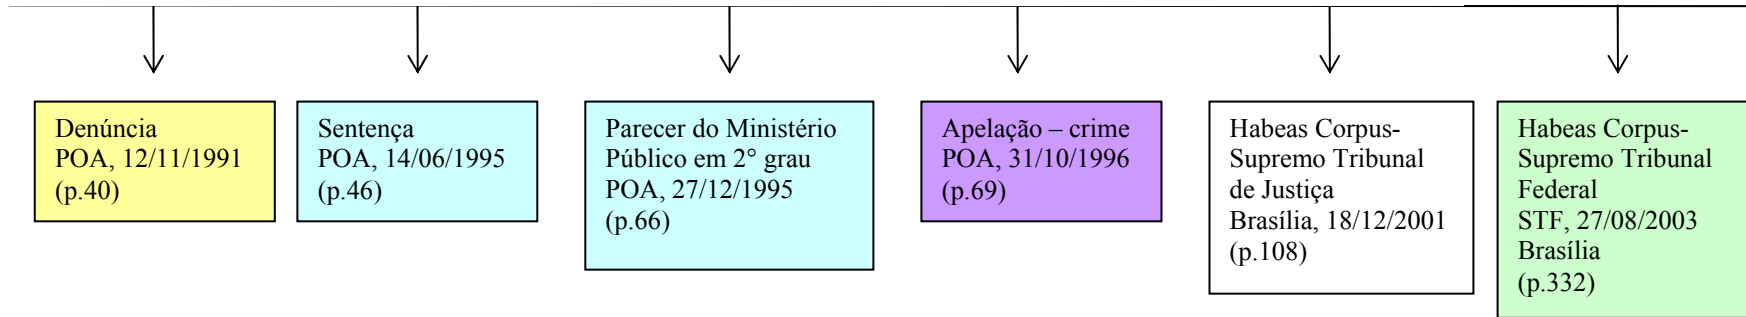 Denúncia
POA, 12/11/1991
(p.40)
Sentença
POA, 14/06/1995
(p.46)
Parecer do Ministério
Público em 2° grau
POA, 27/12/1995
(p.66)
Apelação – crime
POA, 31/10/1996
(p.69)
Habeas Corpus-
Supremo Tribunal
de Justiça
Brasília, 18/12/2001
(p.108)
Habeas Corpus-
Supremo Tribunal
Federal
STF, 27/08/2003
Brasília
(p.332)